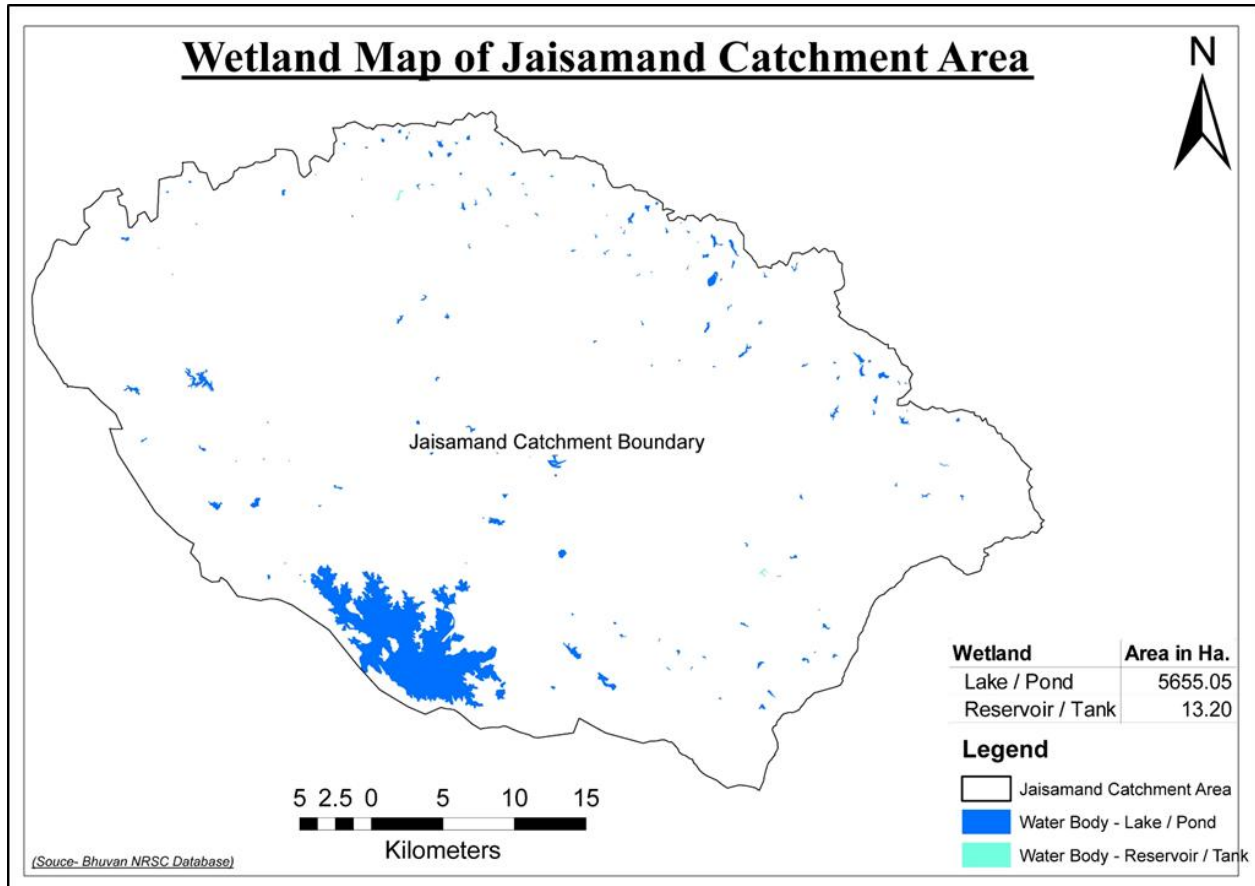 Wetland Map of Jaisamand Catchment Area
N
Jaisamand Catchment Boundary
Wetland Area in Ha.
Lake / Pond 5655.05
Reservoir / Tank 13.20
Legend
Jaisamand Catchment Area
Water Body - Lake / Pond
Water Body - Reservoir / Tank
5 2.5 0 5 10 15
Kilometers
(Souce- Bhuvan NRSC Database)